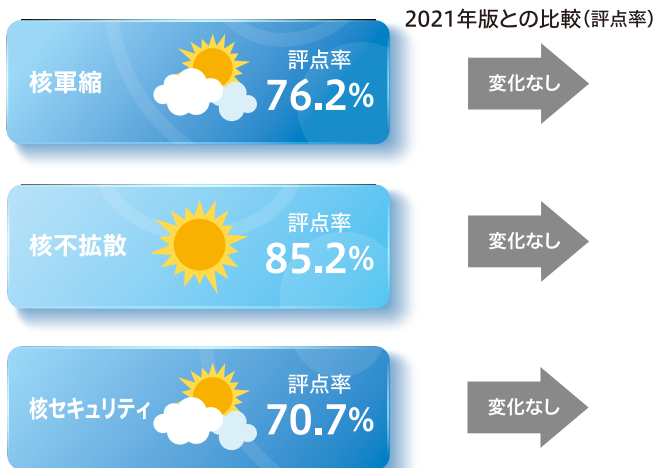 2021年版との比較(評点率)
核軍縮
評点率
76.2%
変化なし
核不拡散
評点率
85.2%
変化なし
核セキュリティ
評点率
70.7%
変化なし